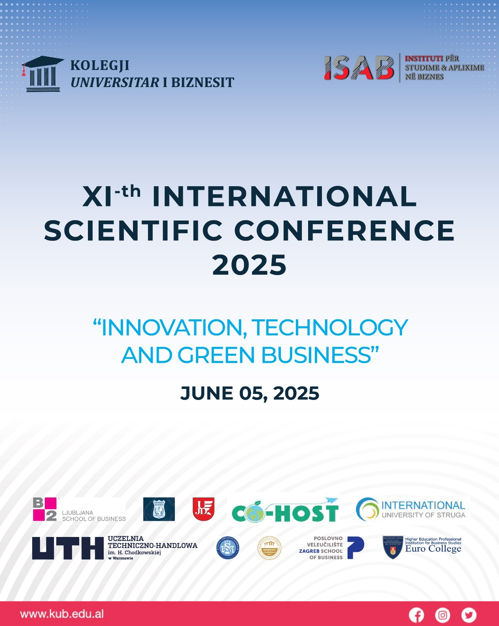 KOLEGJI
UNIVERSITAR I BIZNESIT
ISAB
INSTITUTI PËR
STUDIME & APLIKIME
NË BIZNES
XI-th INTERNATIONAL
SCIENTIFIC CONFERENCE
2025
“INNOVATION, TECHNOLOGY
AND GREEN BUSINESS”
JUNE 05, 2025
B2
LJUBLJANA
SCHOOL OF BUSINESS
CO-HOST
INTERNATIONAL
UNIVERSITY OF STRUGA
UTH
UCZELNIA
TECHNICZNO-HANDLOWA
im. H. Chodkowskiej
w Warszawie
POSLOVNO
VELEUČILIŠTE
ZAGREB SCHOOL
OF BUSINESS
Higher Education Professional
Institution for Business Studies
Euro College
www.kub.edu.al